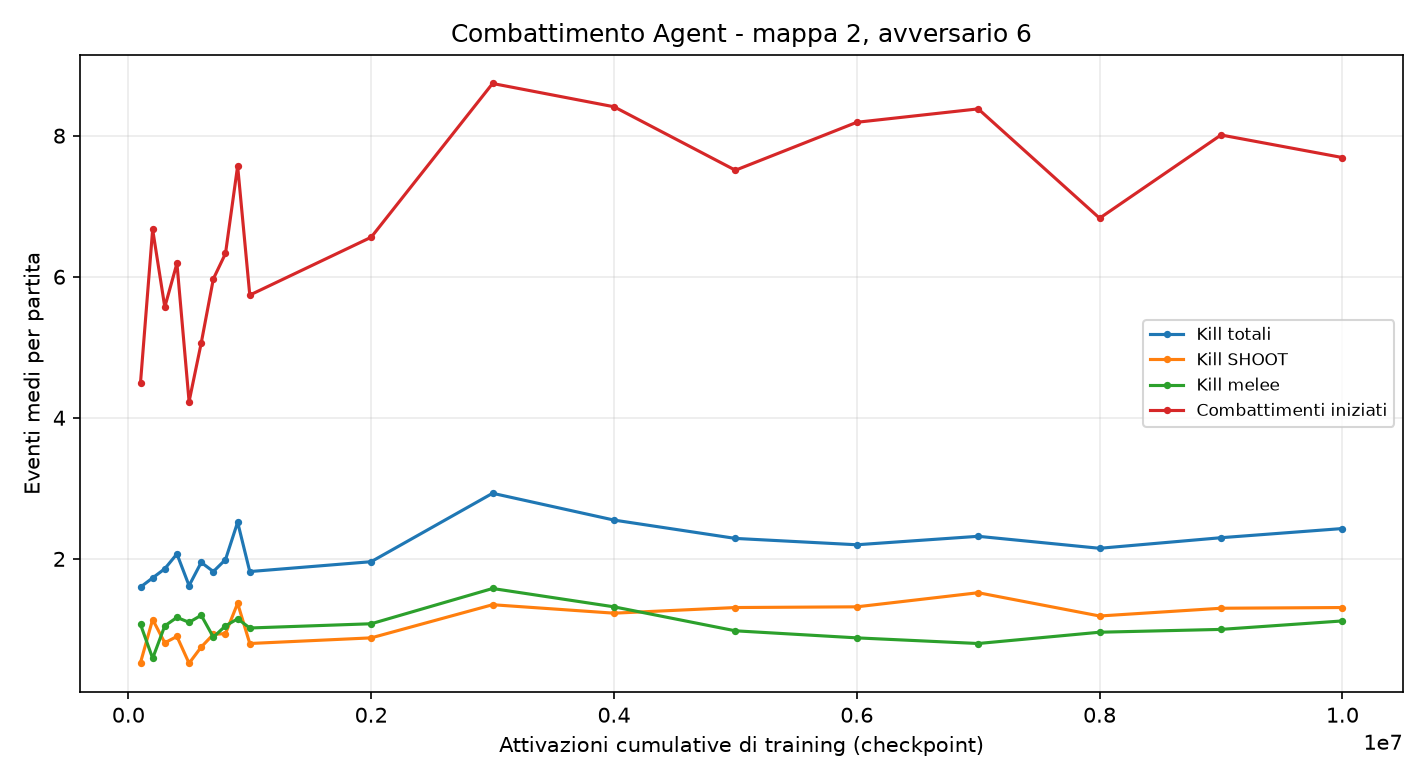 Combattimento Agent - mappa 2, avversario 6
Eventi medi per partita
8
6
4
2
Kill totali
Kill SHOOT
Kill melee
Combattimenti iniziati
0.0 0.2 0.4 0.6 0.8 1.0
1e7
Attivazioni cumulative di training (checkpoint)